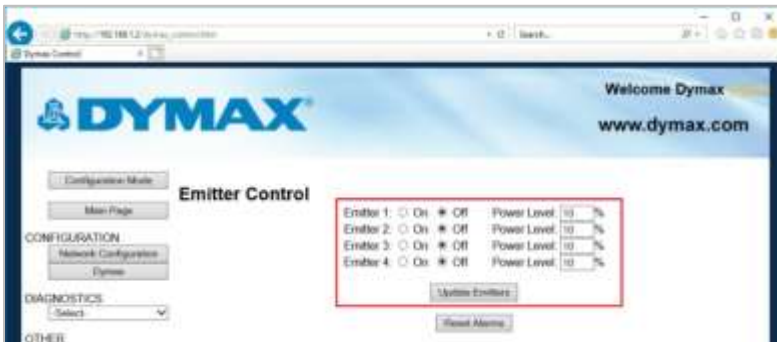 Dymax Control
Search...
DYMAX
Welcome Dymax
www.dymax.com
Configuration Mode
Main Page
CONFIGURATION
Network Configuration
Dymax
DIAGNOSTICS
Select
OTHER
Emitter Control
Emitter 1: On Off Power Level: 10 %
Emitter 2: On Off Power Level: 10 %
Emitter 3: On Off Power Level: 10 %
Emitter 4: On Off Power Level: 10 %
Update Emitters
Reset Alarms